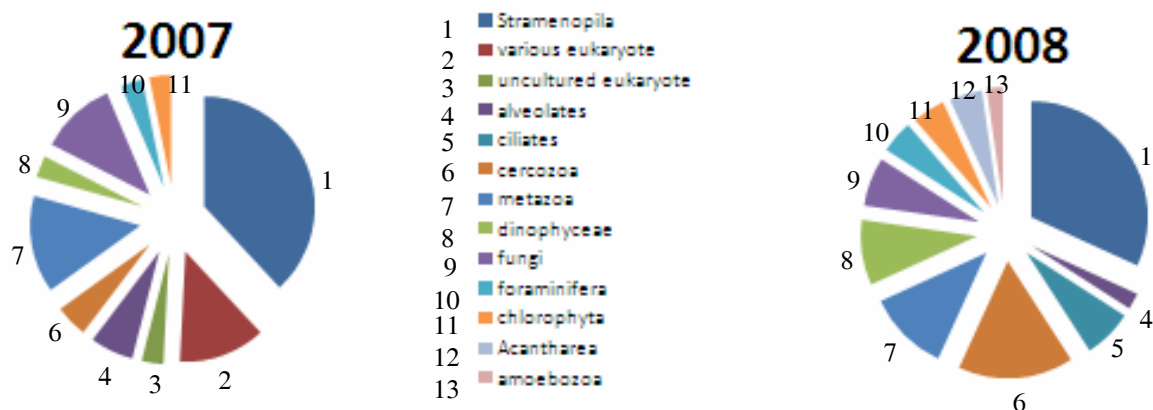 2007
11
10
9
8
7
6
4
3
2
1
1 Stramenopila
2 various eukaryote
3 uncultured eukaryote
4 alveolates
5 ciliates
6 cercozoa
7 metazoa
8 dinophyceae
9 fungi
10 foraminifera
11 chlorophyta
12 Acantharea
13 amoebozoa
2008
13
12
11
10
9
8
7
6
5
4
1